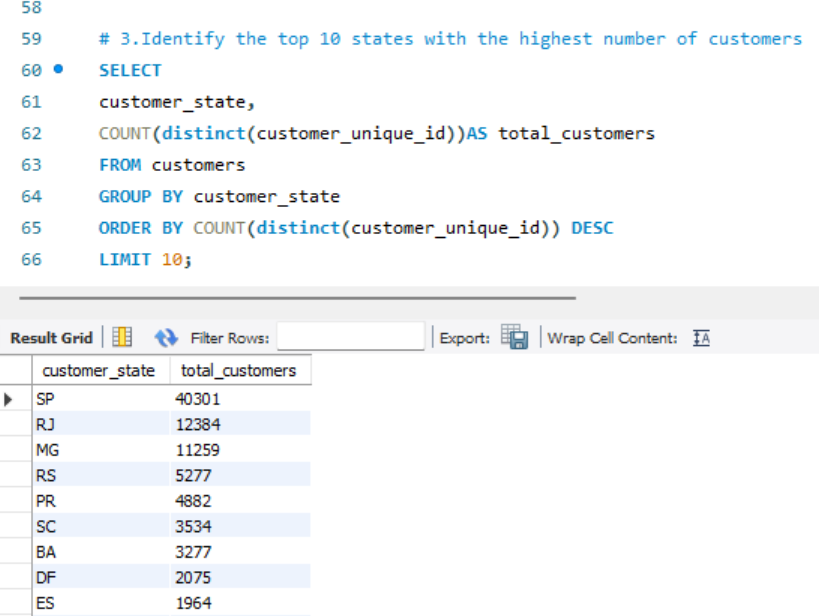 58
59 # 3.Identify the top 10 states with the highest number of customers
60 SELECT
61 customer_state,
62 COUNT(distinct(customer_unique_id))AS total_customers
63 FROM customers
64 GROUP BY customer_state
65 ORDER BY COUNT(distinct(customer_unique_id)) DESC
66 LIMIT 10;
Result Grid Filter Rows: Export: Wrap Cell Content: IA
customer_state total_customers
SP 40301
RJ 12384
MG 11259
RS 5277
PR 4882
SC 3534
BA 3277
DF 2075
ES 1964